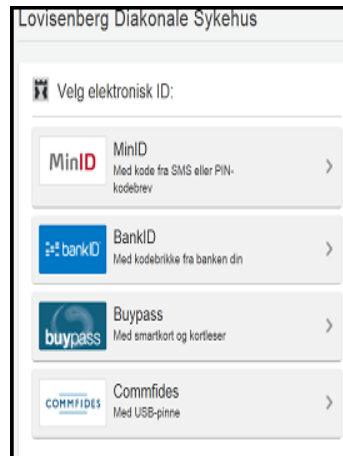 Lovisenberg Diakonale Sykehus
Velg elektronisk ID:
MinID
MinID
Med kode fra SMS eller PIN-
kodebrev
bankID
BankID
Med kodebrikke fra banken din
buypass
Buypass
Med smartkort og kortleser
COMMFIDES
Commfides
Med USB-pinne